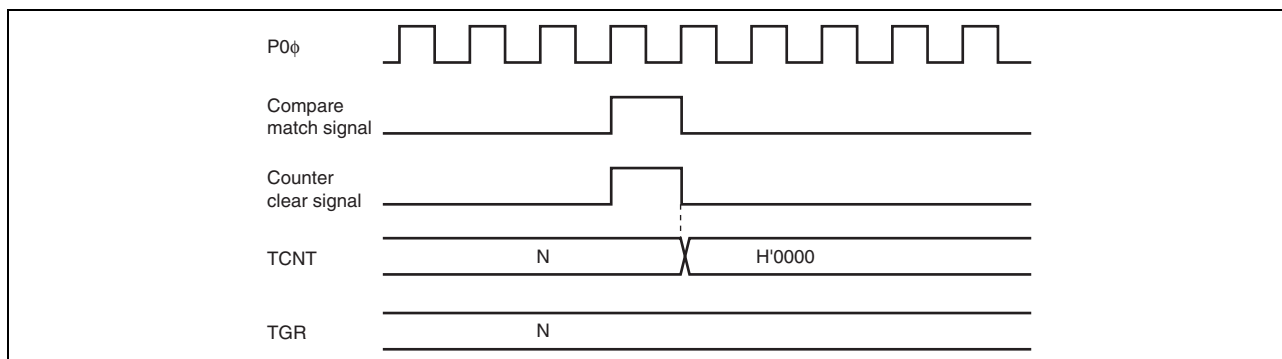 P0ϕ
Compare
match signal
Counter
clear signal
TCNT N H'0000
TGR N